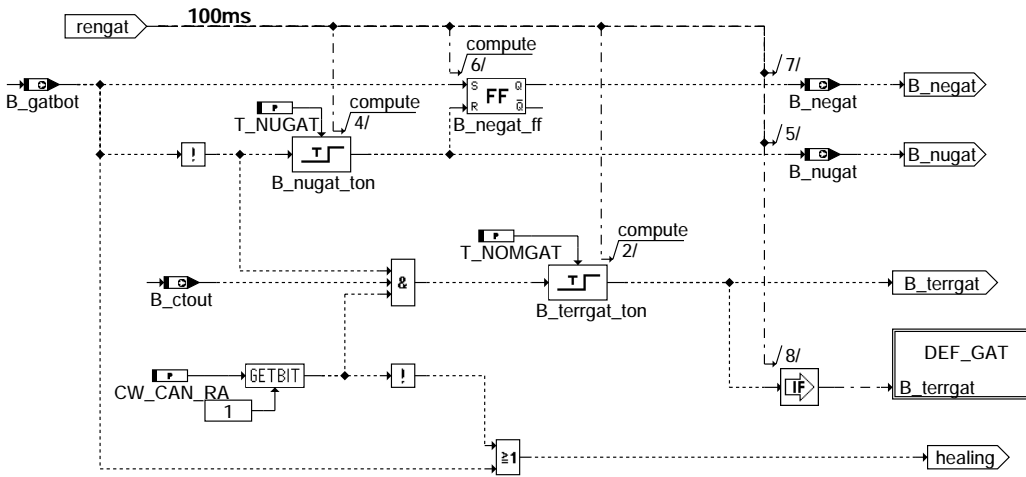 rengat
100ms
compute
6/
7/
B_gatbot
S
Q
FF
R
Q
B_negat_ff
B_negat
B_negat
P
T_NUGAT
compute
4/
5/
!
T
B_nugat_ton
B_nugat
B_nugat
P
T_NOMGAT
compute
2/
B_ctout
&
T
B_terrgat_ton
B_terrgat
8/
DEF_GAT
IF
B_terrgat
P
CW_CAN_RA
GETBIT
!
1
≧1
healing